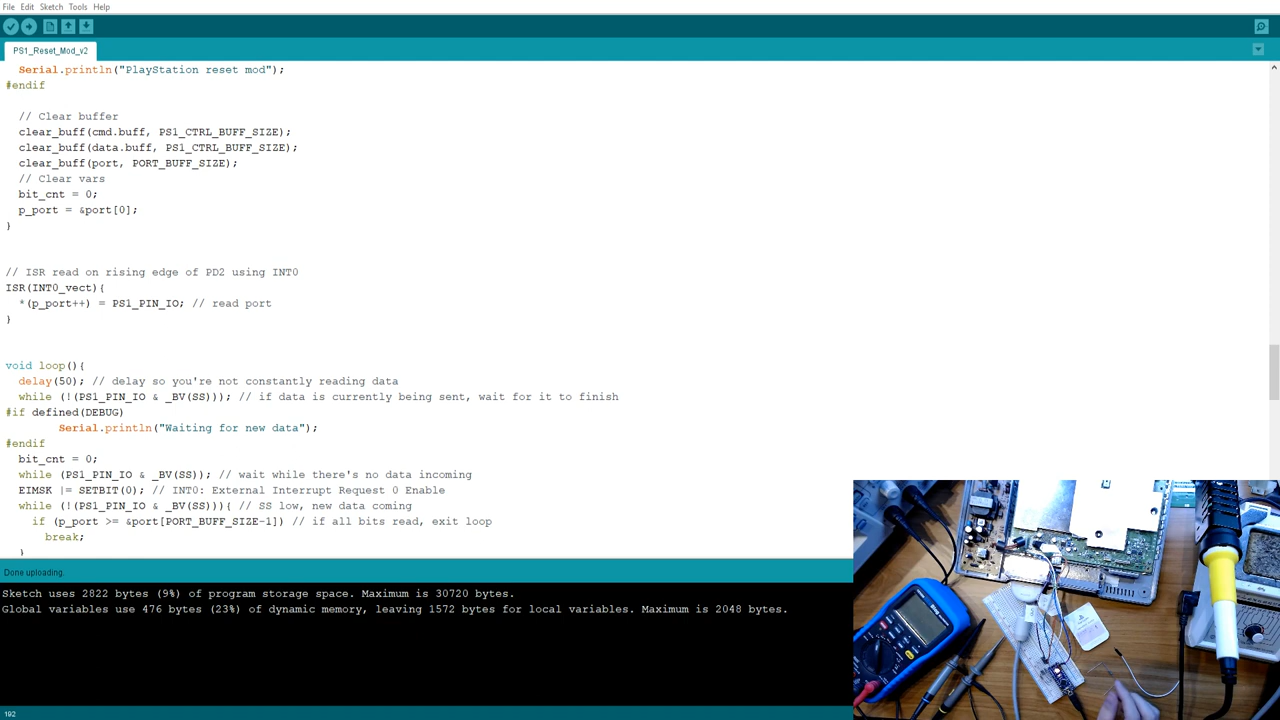 File Edit Sketch Tools Help
PS1_Reset_Mod_v2
Serial.println("PlayStation reset mod");
#endif
// Clear buffer
clear_buff(cmd.buff, PS1_CTRL_BUFF_SIZE);
clear_buff(data.buff, PS1_CTRL_BUFF_SIZE);
clear_buff(port, PORT_BUFF_SIZE);
// Clear vars
bit_cnt = 0;
p_port = &port[0];
}
// ISR read on rising edge of PD2 using INT0
ISR(INT0_vect){
*(p_port++) = PS1_PIN_IO; // read port
}
void loop(){
delay(50); // delay so you're not constantly reading data
while (!(PS1_PIN_IO & _BV(SS))); // if data is currently being sent, wait for it to finish
#if defined(DEBUG)
Serial.println("Waiting for new data");
#endif
bit_cnt = 0;
while (PS1_PIN_IO & _BV(SS)); // wait while there's no data incoming
EIMSK |= SETBIT(0); // INT0: External Interrupt Request 0 Enable
while (!(PS1_PIN_IO & _BV(SS))){ // SS low, new data coming
if (p_port >= &port[PORT_BUFF_SIZE-1]) // if all bits read, exit loop
break;
}
Done uploading.
Sketch uses 2822 bytes (9%) of program storage space. Maximum is 30720 bytes.
Global variables use 476 bytes (23%) of dynamic memory, leaving 1572 bytes for local variables. Maximum is 2048 bytes.
192